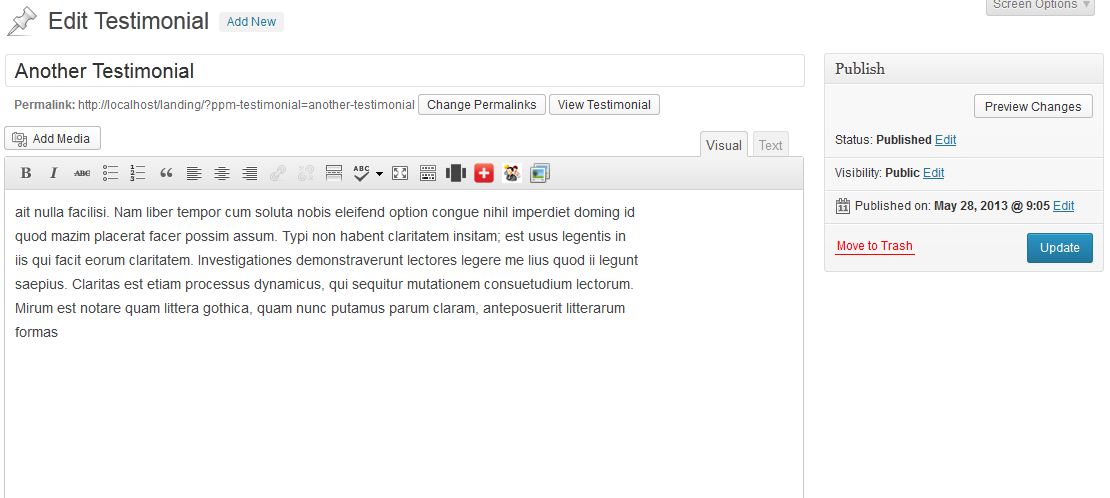 Screen Options
Edit Testimonial Add New
Another Testimonial
Permalink: http://localhost/landing/?ppm-testimonial=another-testimonial Change Permalinks View Testimonial
Add Media
Visual Text
B I ABC ABC
ait nulla facilisi. Nam liber tempor cum soluta nobis eleifend option congue nihil imperdiet doming id
quod mazim placerat facer possim assum. Typi non habent claritatem insitam; est usus legentis in
iis qui facit eorum claritatem. Investigationes demonstraverunt lectores legere me lius quod ii legunt
saepius. Claritas est etiam processus dynamicus, qui sequitur mutationem consuetudium lectorum.
Mirum est notare quam littera gothica, quam nunc putamus parum claram, anteposuerit litterarum
formas
Publish
Preview Changes
Status: Published Edit
Visibility: Public Edit
11 Published on: May 28, 2013 @ 9:05 Edit
Move to Trash Update